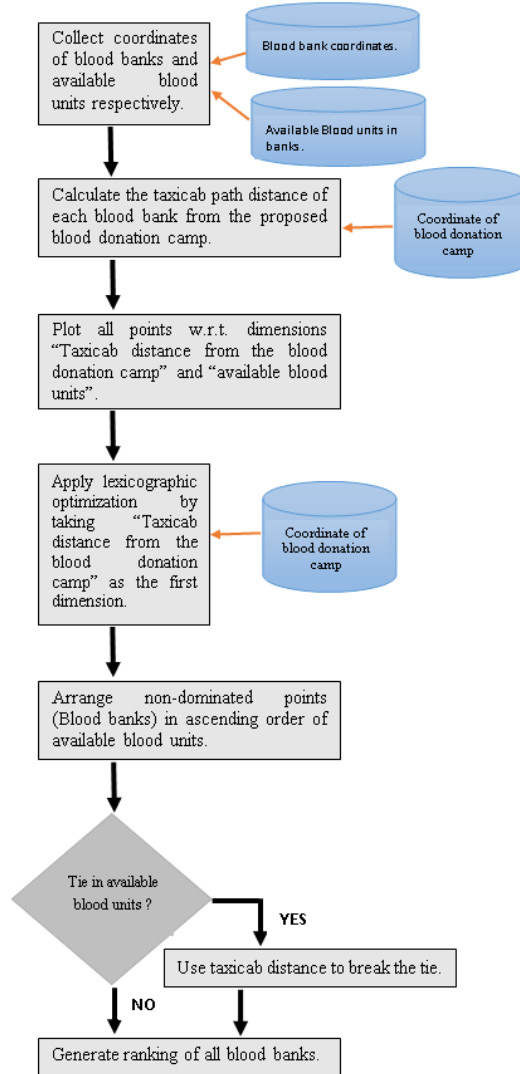 Collect coordinates
of blood banks and
available blood
units respectively.
Blood bank coordinates.
Available Blood units in
banks.
Calculate the taxicab path distance of
each blood bank from the proposed
blood donation camp.
Coordinate of
blood donation
camp
Plot all points w.r.t. dimensions
“Taxicab distance from the blood
donation camp” and “available blood
units”.
Apply lexicographic
optimization by
taking “Taxicab
distance from the
blood donation
camp” as the first
dimension.
Coordinate of
blood donation
camp
Arrange non-dominated points
(Blood banks) in ascending order of
available blood units.
Tie in available
blood units ?
YES
Use taxicab distance to break the tie.
NO
Generate ranking of all blood banks.